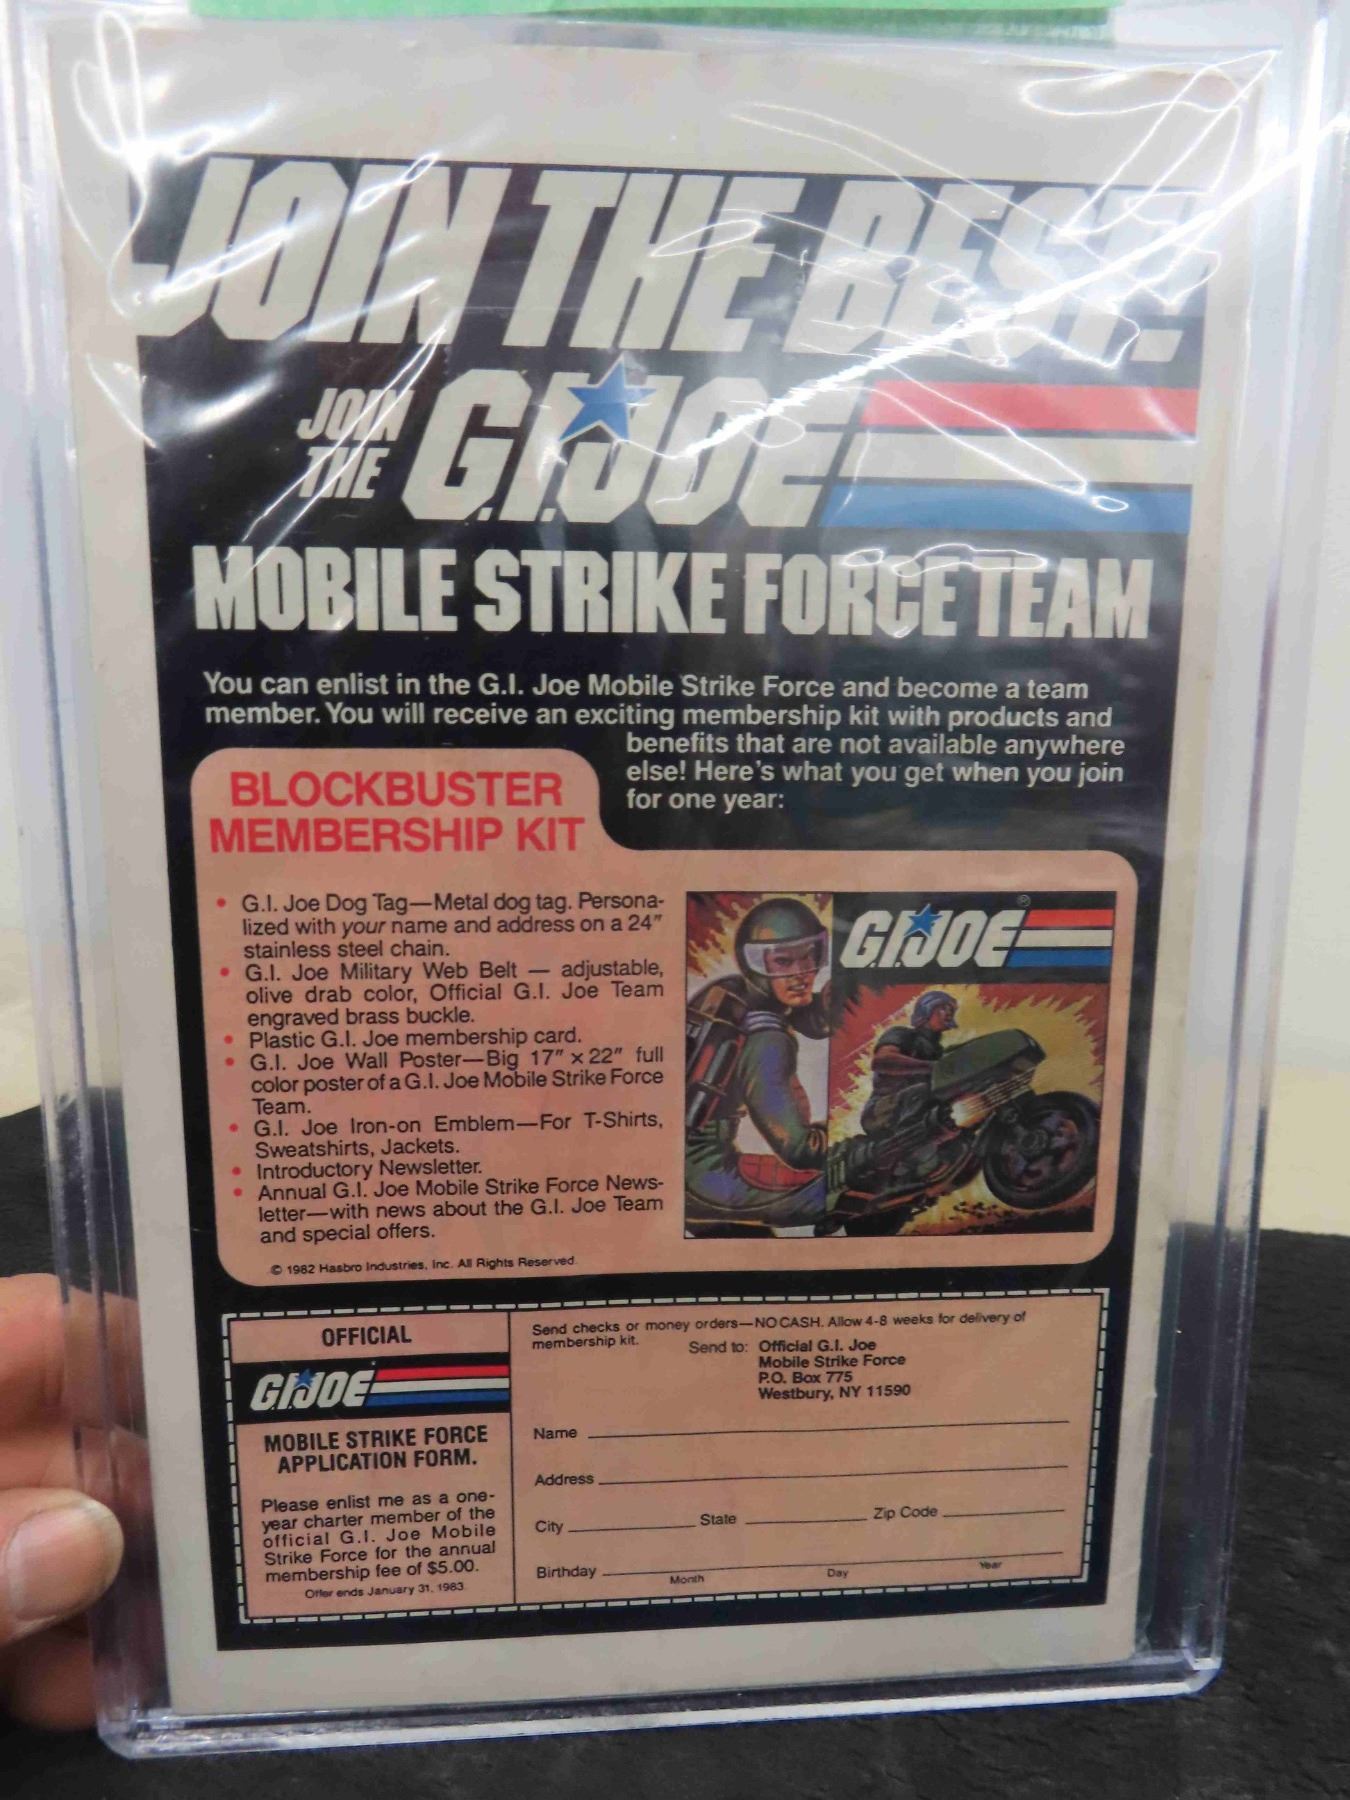 JOIN THE BEST!
JOIN
THE
G.I. JOE
MOBILE STRIKE FORCE TEAM
You can enlist in the G.I. Joe Mobile Strike Force and become a team
member. You will receive an exciting membership kit with products and
benefits that are not available anywhere
else! Here's what you get when you join
for one year:
BLOCKBUSTER
MEMBERSHIP KIT
• G.I. Joe Dog Tag—Metal dog tag. Persona-
lized with your name and address on a 24"
stainless steel chain.
• G.I. Joe Military Web Belt — adjustable,
olive drab color, Official G.I. Joe Team
engraved brass buckle.
• Plastic G.I. Joe membership card.
• G.I. Joe Wall Poster—Big 17" x 22" full
color poster of a G.I. Joe Mobile Strike Force
Team.
• G.I. Joe Iron-on Emblem—For T-Shirts,
Sweatshirts, Jackets.
• Introductory Newsletter.
• Annual G.I. Joe Mobile Strike Force News-
letter—with news about the G.I. Joe Team
and special offers.
G.I. JOE®
© 1982 Hasbro Industries, Inc. All Rights Reserved.
OFFICIAL
G.I. JOE
MOBILE STRIKE FORCE
APPLICATION FORM.
Please enlist me as a one-
year charter member of the
official G.I. Joe Mobile
Strike Force for the annual
membership fee of $5.00.
Offer ends January 31, 1983.
Send checks or money orders—NO CASH. Allow 4-8 weeks for delivery of
membership kit.
Send to: Official G.I. Joe
Mobile Strike Force
P.O. Box 775
Westbury, NY 11590
Name
Address
City State Zip Code
Birthday
Month Day Year